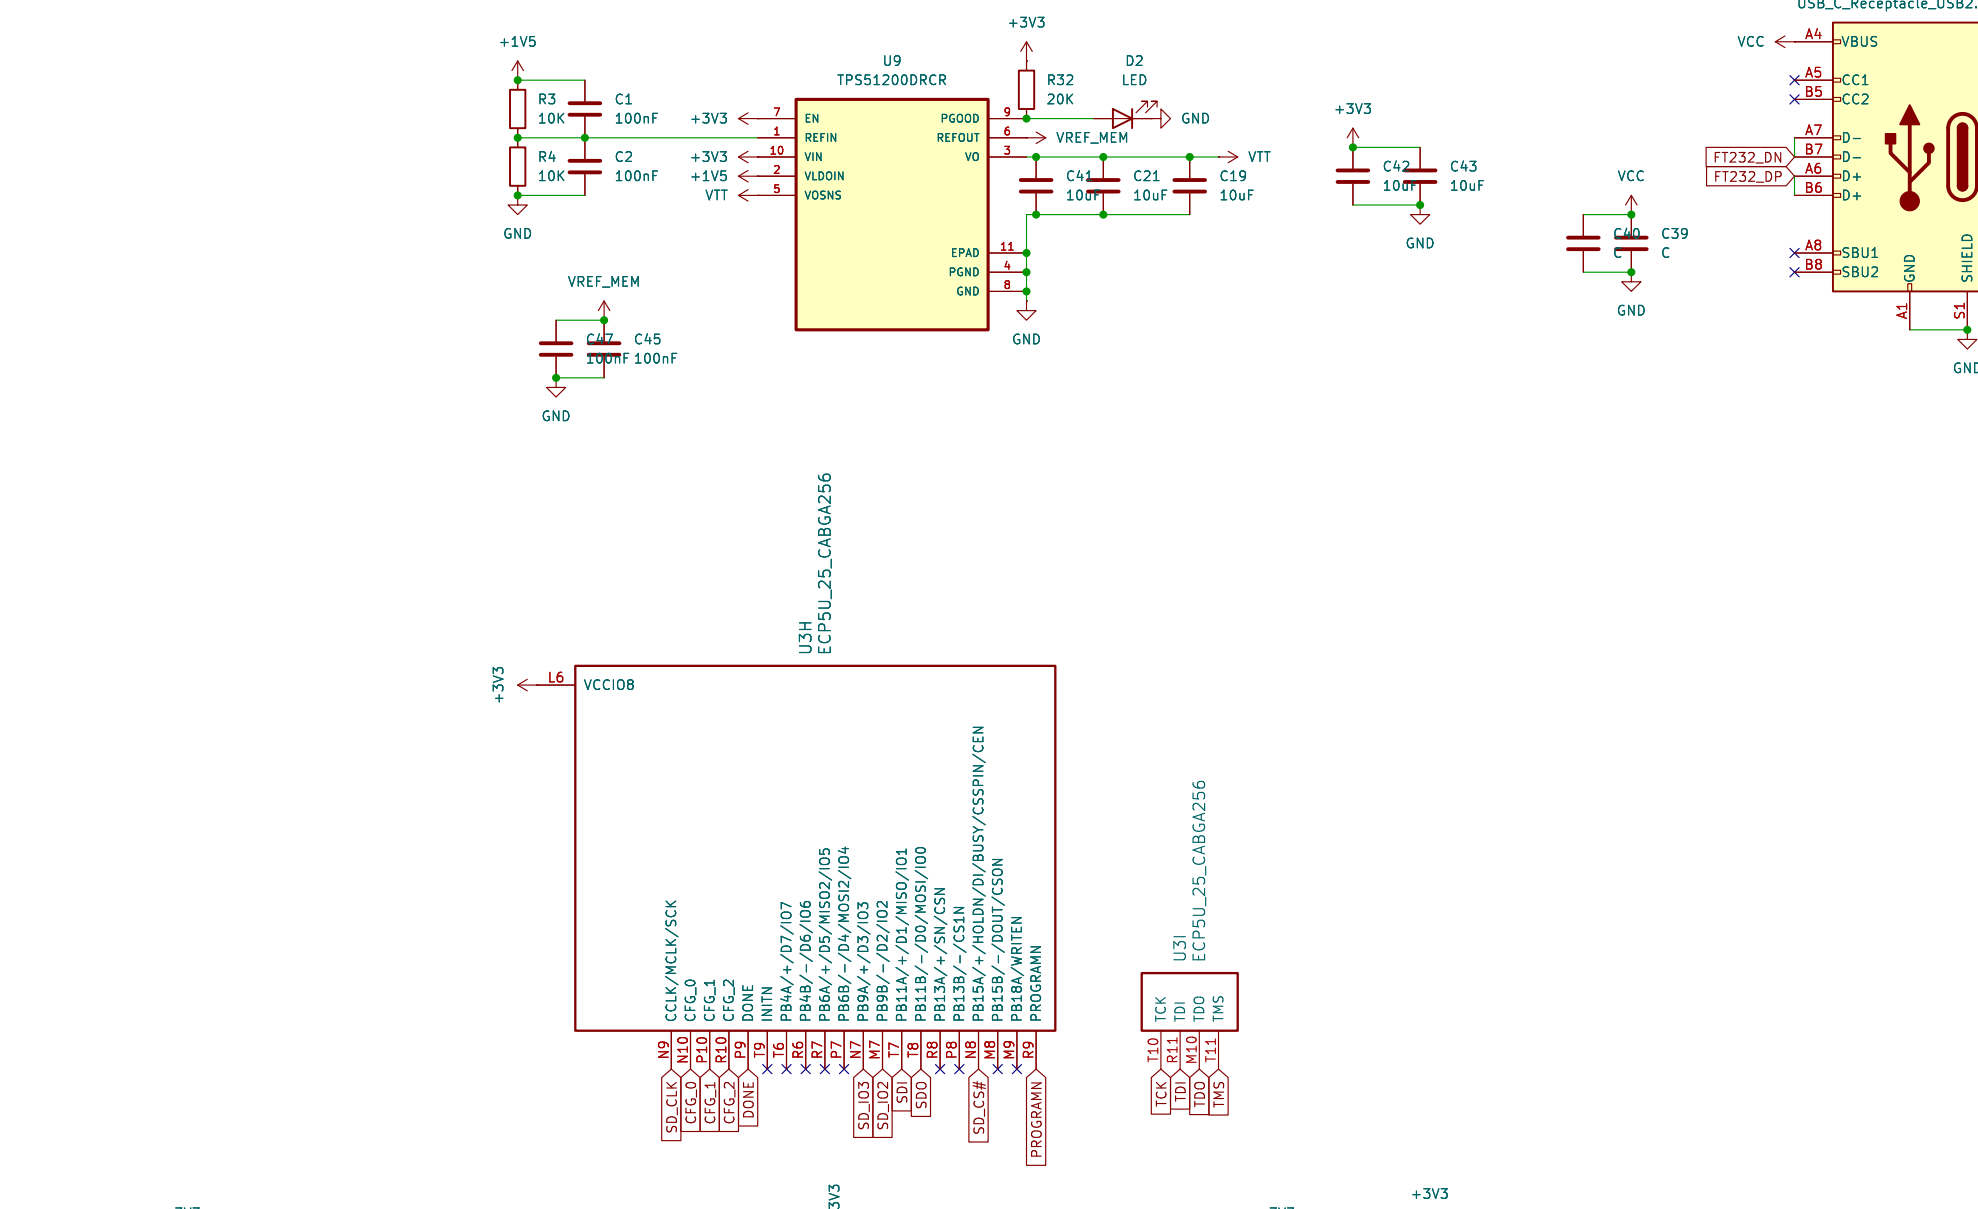 USB_C_Receptacle_USB2.
+3V3
+1V5
VCC
A4
VBUS
U9
TPS51200DRCR
D2
LED
R32
20K
R3
10K
C1
100nF
A5
CC1
B5
CC2
+3V3
+3V3
7
EN
PGOOD
9
GND
1
REFIN
REFOUT
6
VREF_MEM
A7
D-
R4
10K
C2
100nF
+3V3
10
VIN
VO
3
VTT
FT232_DN
B7
D-
+1V5
2
VLDOIN
C41
10uF
C21
10uF
C19
10uF
C42
10uF
C43
10uF
VCC
FT232_DP
A6
D+
VTT
5
VOSNS
B6
D+
GND
GND
C40
C
C39
C
EPAD
11
A8
SBU1
PGND
4
B8
SBU2
GND
SHIELD
VREF_MEM
GND
8
GND
A1
S1
GND
C47
100nF
C45
100nF
GND
GND
U3H
ECP5U_25_CABGA256
+3V3
L6
VCCIO8
CCLK/MCLK/SCK
CFG_0
CFG_1
CFG_2
DONE
INITN
PB4A/+/D7/IO7
PB4B/-/D6/IO6
PB6A/+/D5/MISO2/IO5
PB6B/-/D4/MOSI2/IO4
PB9A/+/D3/IO3
PB9B/-/D2/IO2
PB11A/+/D1/MISO/IO1
PB11B/-/D0/MOSI/IO0
PB13A/+/SN/CSN
PB13B/-/CS1N
PB15A/+/HOLDN/DI/BUSY/CSSPIN/CEN
PB15B/-/DOUT/CSON
PB18A/WRITEN
PROGRAMN
N9
N10
P10
R10
P9
T9
T6
R6
R7
P7
N7
M7
T7
T8
R8
P8
N8
M8
M9
R9
SD_CLK
CFG_0
CFG_1
CFG_2
DONE
SD_IO3
SD_IO2
SDI
SDO
SD_CS#
PROGRAMN
U3I
ECP5U_25_CABGA256
TCK
TDI
TDO
TMS
T10
R11
M10
T11
TCK
TDI
TDO
TMS
+3V3